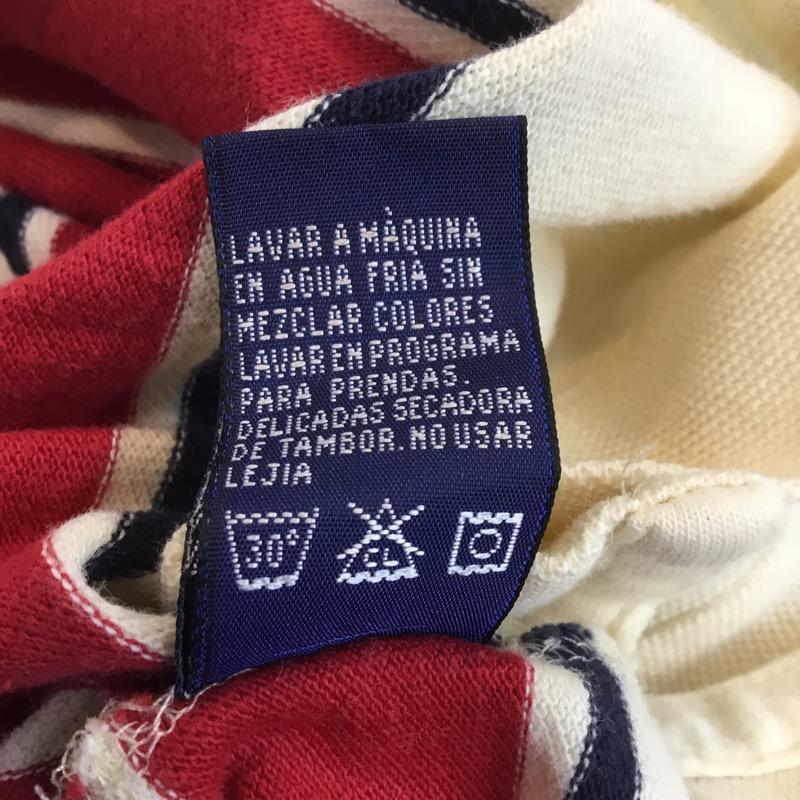 LAVAR A MÀQUINA
EN AGUA FRIA SIN
MEZCLAR COLORES
LAVAR EN PROGRAMA
PARA PRENDAS.
DELICADAS SECADORA
DE TAMBOR. NO USAR
LEJIA
30° CL